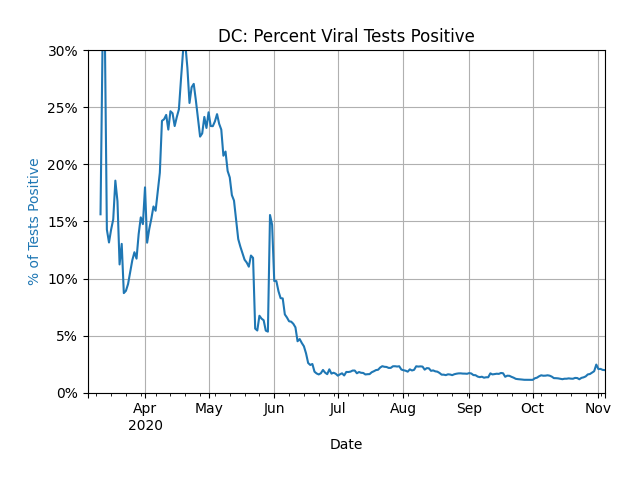 DC: Percent Viral Tests Positive
30%
25%
20%
15%
10%
5%
0%
% of Tests Positive
Apr May Jun Jul Aug Sep Oct Nov
2020
Date